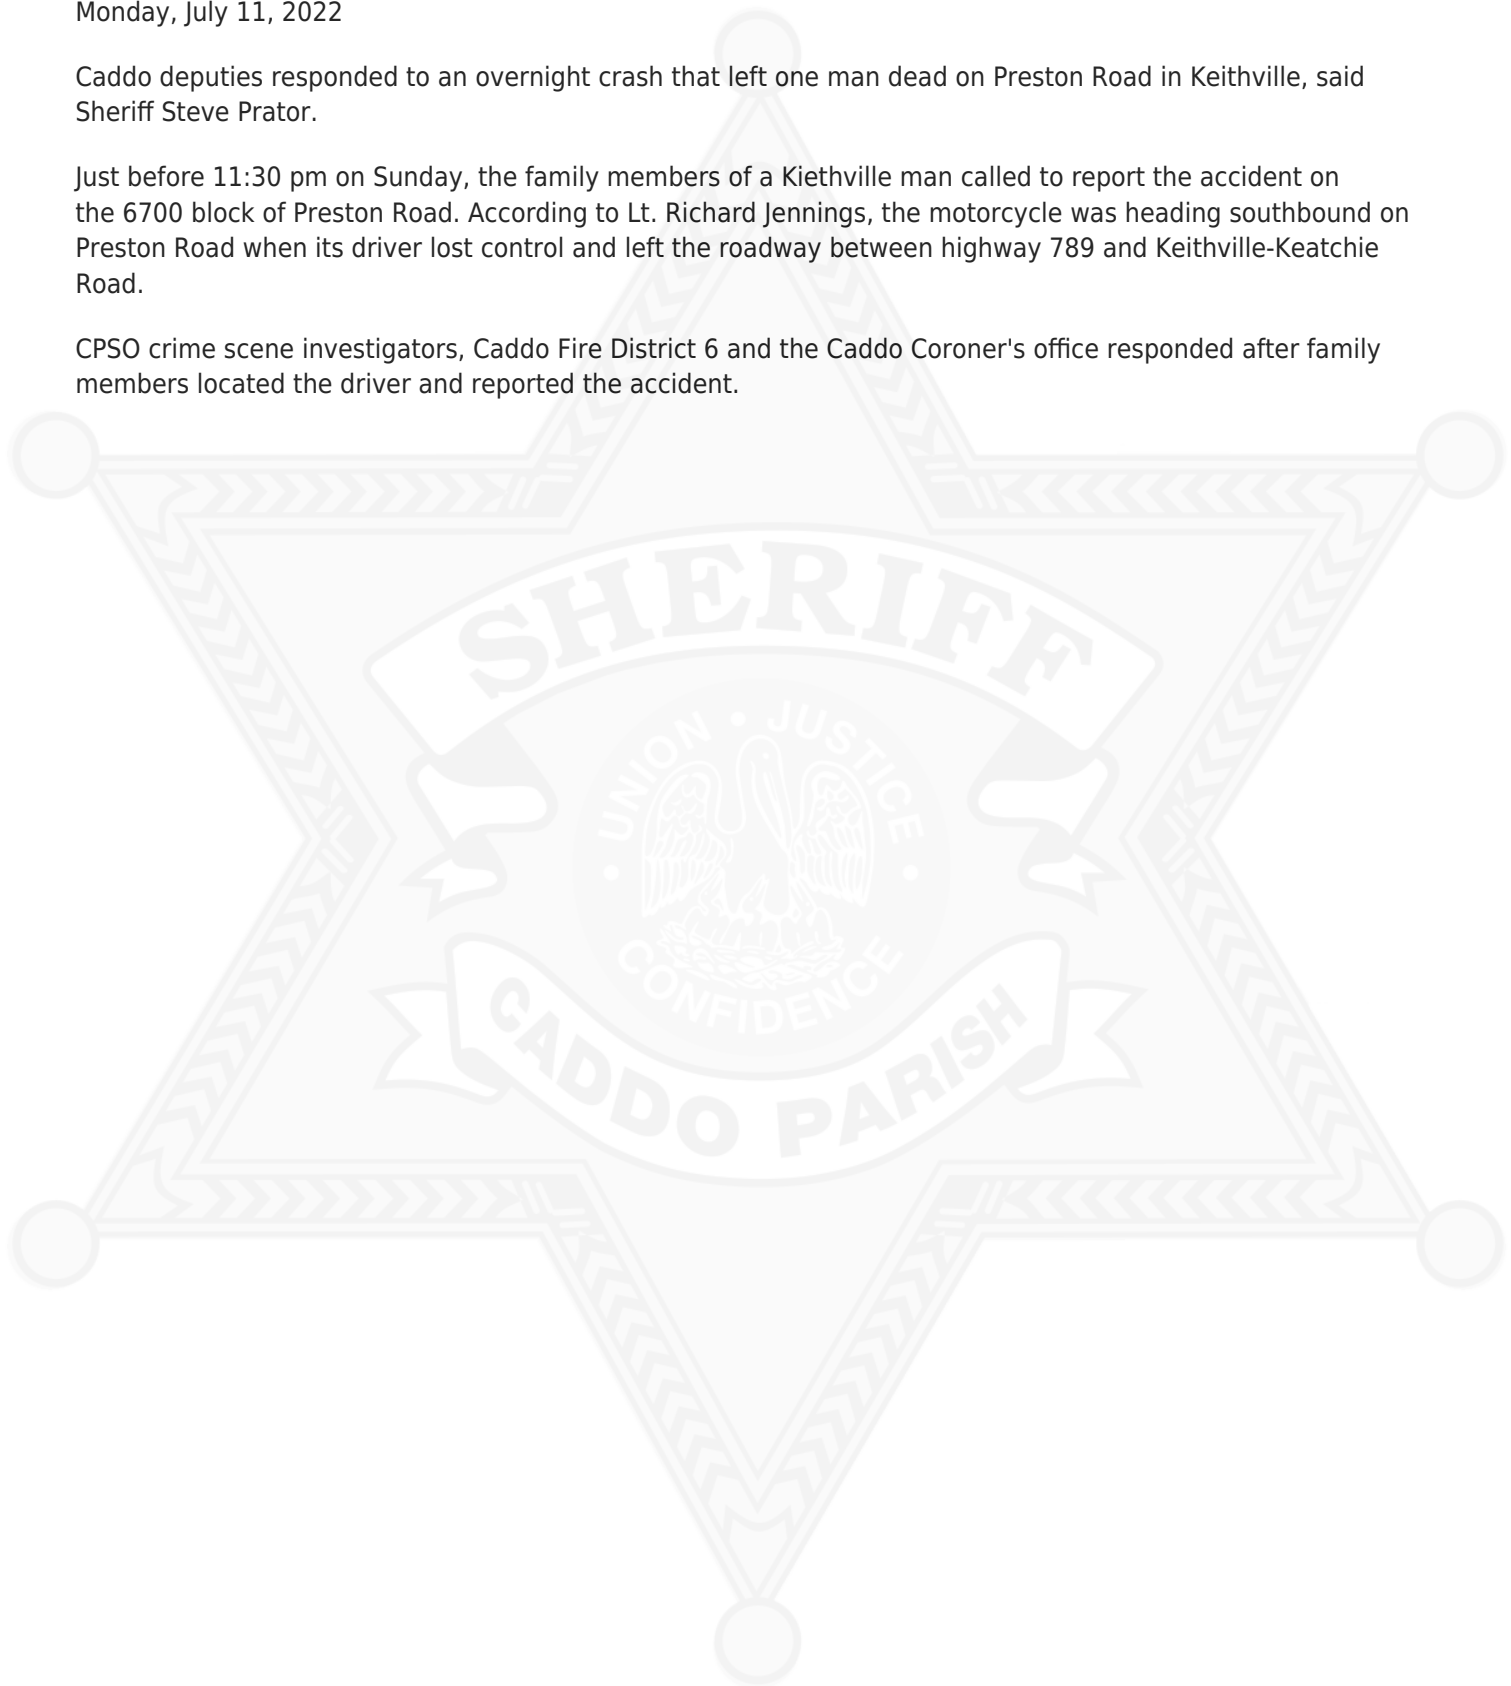 Monday, July 11, 2022
Caddo deputies responded to an overnight crash that left one man dead on Preston Road in Keithville, said
Sheriff Steve Prator.
Just before 11:30 pm on Sunday, the family members of a Kiethville man called to report the accident on
the 6700 block of Preston Road. According to Lt. Richard Jennings, the motorcycle was heading southbound on
Preston Road when its driver lost control and left the roadway between highway 789 and Keithville-Keatchie
Road.
CPSO crime scene investigators, Caddo Fire District 6 and the Caddo Coroner's office responded after family
members located the driver and reported the accident.
SHERIFF
UNION • JUSTICE
• CONFIDENCE •
CADDO PARISH